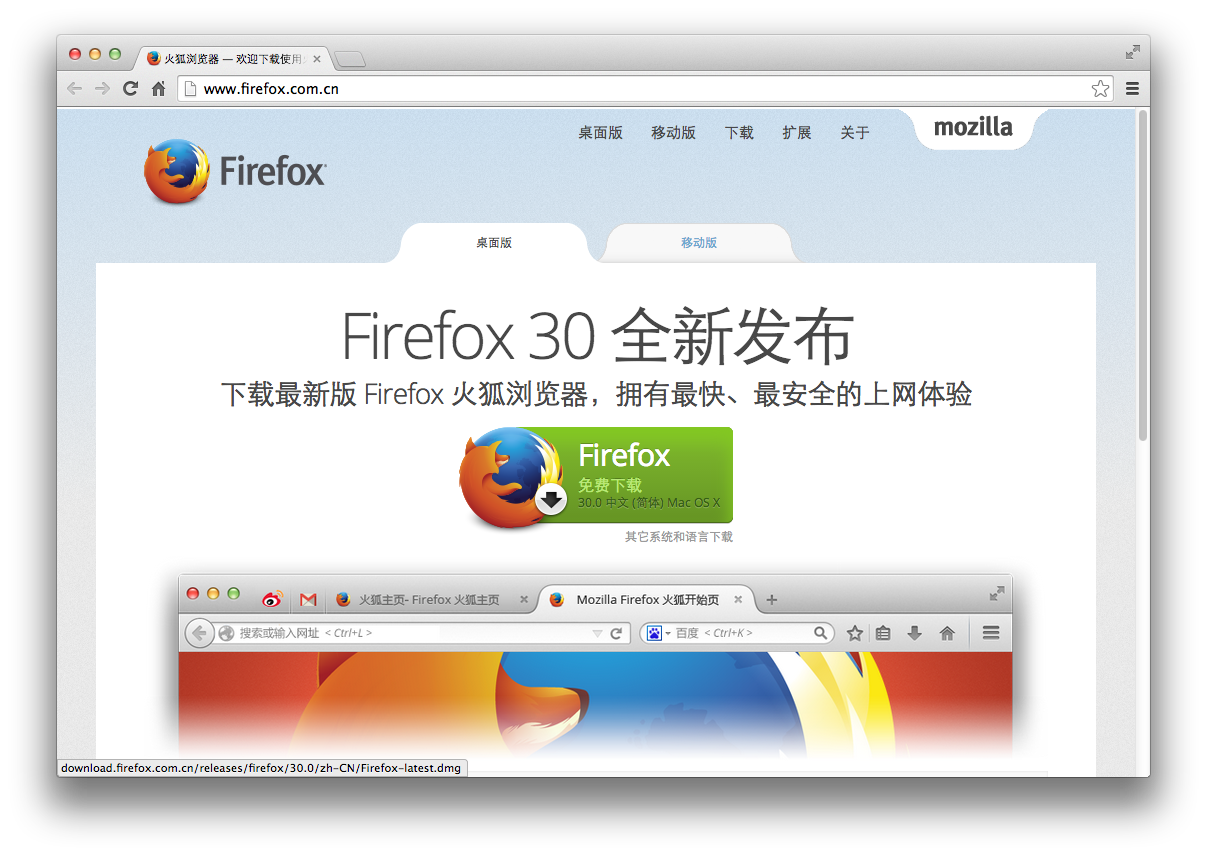 火狐浏览器 — 欢迎下载使用
www.firefox.com.cn
桌面版 移动版 下载 扩展 关于
mozilla
Firefox
桌面版 移动版
Firefox 30 全新发布
下载最新版 Firefox 火狐浏览器，拥有最快、最安全的上网体验
Firefox
免费下载
30.0 中文 (简体) Mac OS X
其它系统和语言下载
火狐主页- Firefox 火狐主页 Mozilla Firefox 火狐开始页
搜索或输入网址 < Ctrl+L > 百度 < Ctrl+K >
download.firefox.com.cn/releases/firefox/30.0/zh-CN/Firefox-latest.dmg